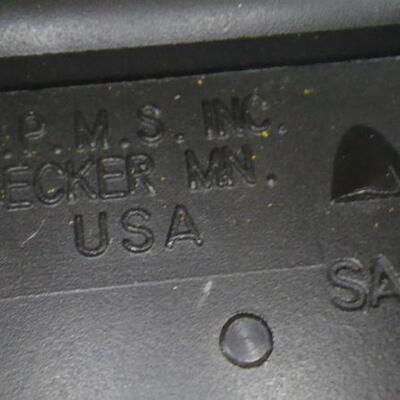 .P.M.S. INC.
ECKER MN.
USA
SA